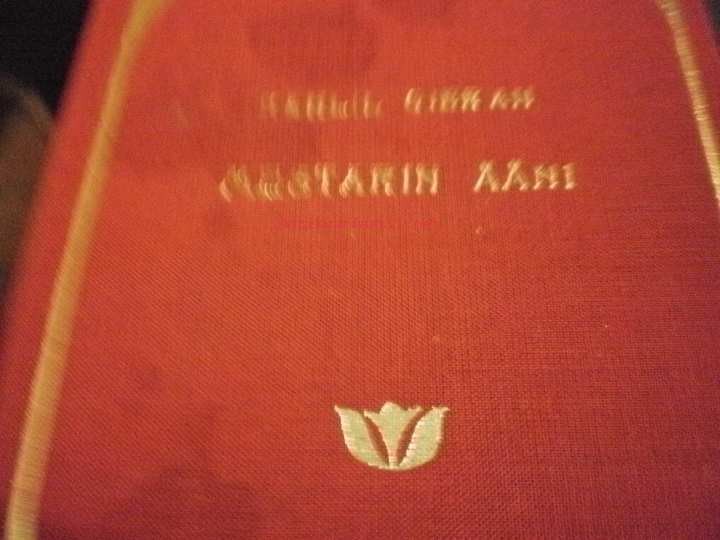 KAHLIL GIBRAN
MESTARIN ÄÄNI